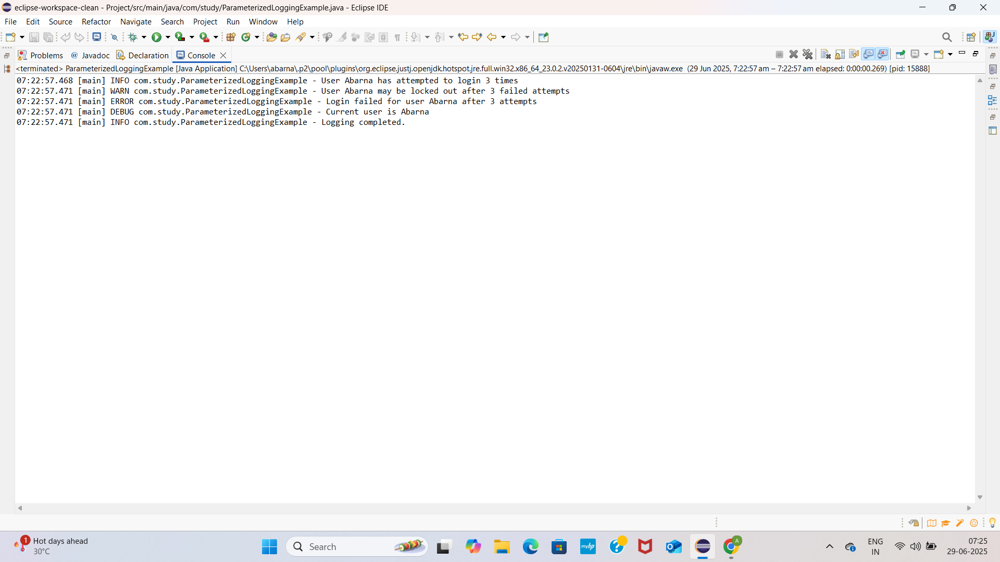 eclipse-workspace-clean - Project/src/main/java/com/study/ParameterizedLoggingExample.java - Eclipse IDE
File Edit Source Refactor Navigate Search Project Run Window Help
Problems @ Javadoc Declaration Console
<terminated> ParameterizedLoggingExample [Java Application] C:\Users\abarna\.p2\pool\plugins\org.eclipse.justj.openjdk.hotspot.jre.full.win32.x86_64_23.0.2.v20250131-0604\jre\bin\javaw.exe (29 Jun 2025, 7:22:57 am – 7:22:57 am elapsed: 0:00:00.269) [pid: 15888]
07:22:57.468 [main] INFO com.study.ParameterizedLoggingExample - User Abarna has attempted to login 3 times
07:22:57.471 [main] WARN com.study.ParameterizedLoggingExample - User Abarna may be locked out after 3 failed attempts
07:22:57.471 [main] ERROR com.study.ParameterizedLoggingExample - Login failed for user Abarna after 3 attempts
07:22:57.471 [main] DEBUG com.study.ParameterizedLoggingExample - Current user is Abarna
07:22:57.471 [main] INFO com.study.ParameterizedLoggingExample - Logging completed.
1 Hot days ahead
30°C
Search
myhp
A
ENG
IN
07:25
29-06-2025